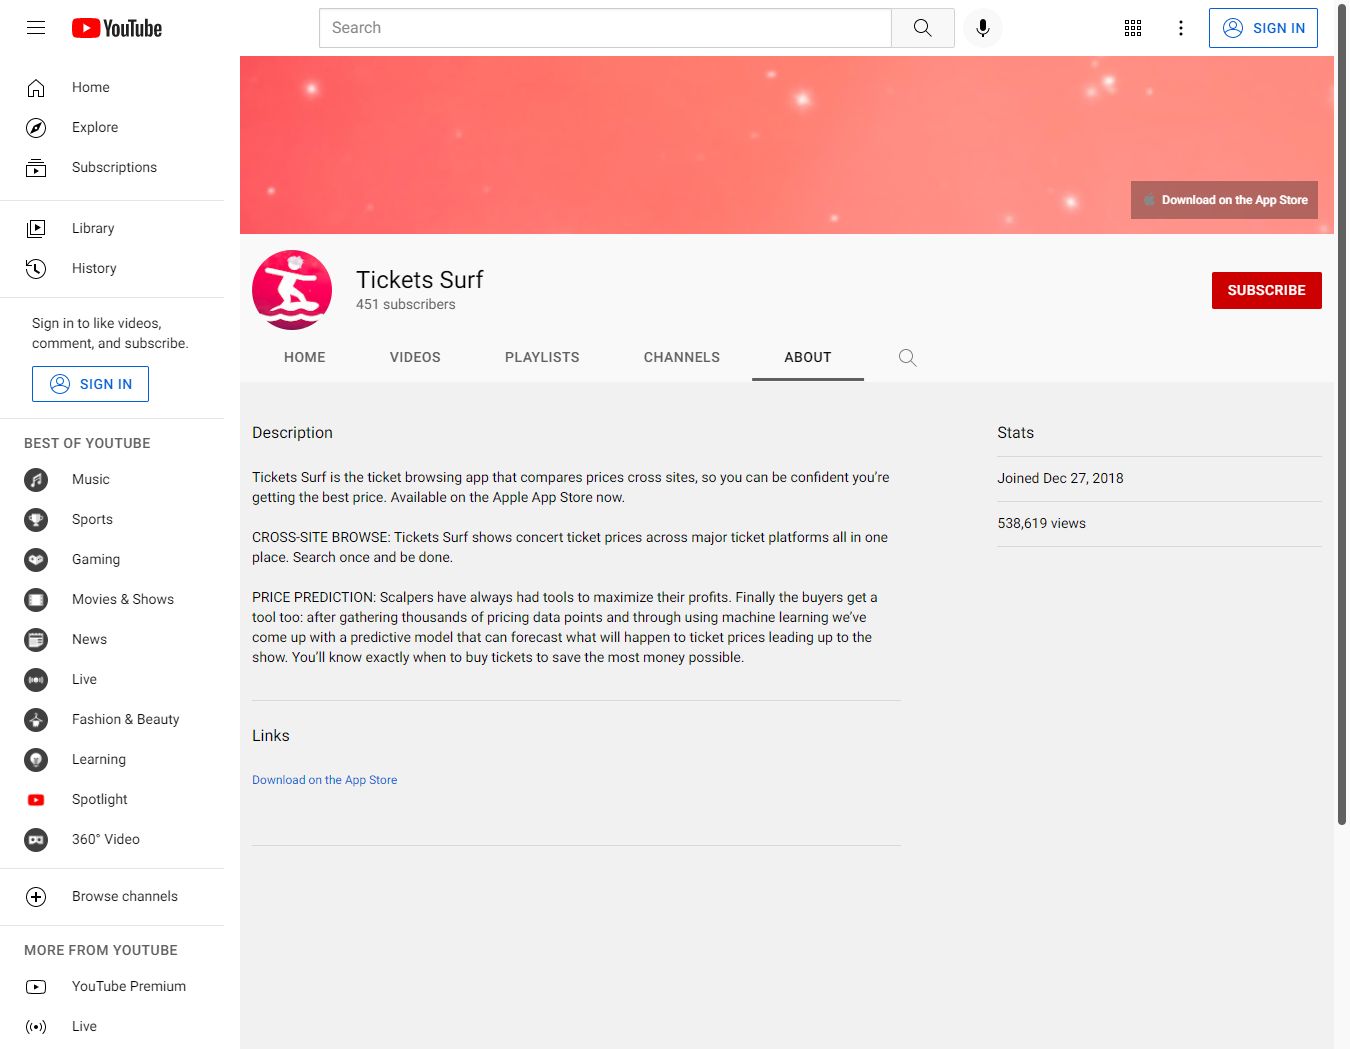 YouTube
Search
SIGN IN
Home
Explore
Subscriptions
Library
History
Sign in to like videos,
comment, and subscribe.
SIGN IN
BEST OF YOUTUBE
Music
Sports
Gaming
Movies & Shows
News
Live
Fashion & Beauty
Learning
Spotlight
360° Video
Browse channels
MORE FROM YOUTUBE
YouTube Premium
Live
Download on the App Store
Tickets Surf
451 subscribers
SUBSCRIBE
HOME VIDEOS PLAYLISTS CHANNELS ABOUT
Description
Tickets Surf is the ticket browsing app that compares prices cross sites, so you can be confident you’re
getting the best price. Available on the Apple App Store now.
CROSS-SITE BROWSE: Tickets Surf shows concert ticket prices across major ticket platforms all in one
place. Search once and be done.
PRICE PREDICTION: Scalpers have always had tools to maximize their profits. Finally the buyers get a
tool too: after gathering thousands of pricing data points and through using machine learning we’ve
come up with a predictive model that can forecast what will happen to ticket prices leading up to the
show. You’ll know exactly when to buy tickets to save the most money possible.
Links
Download on the App Store
Stats
Joined Dec 27, 2018
538,619 views